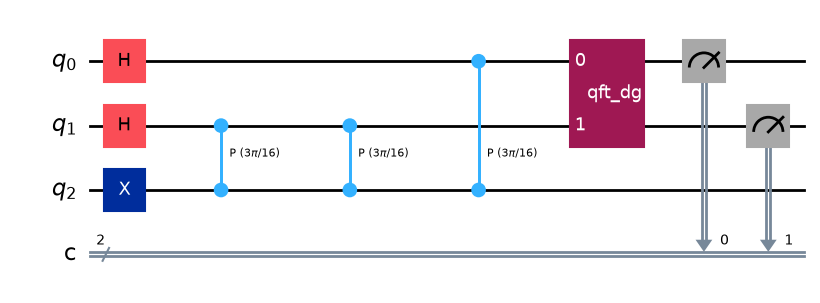 q0 H 0
qft_dg
q1 H 1
P (3π/16) P (3π/16) P (3π/16)
q2 X
2 0 1
c